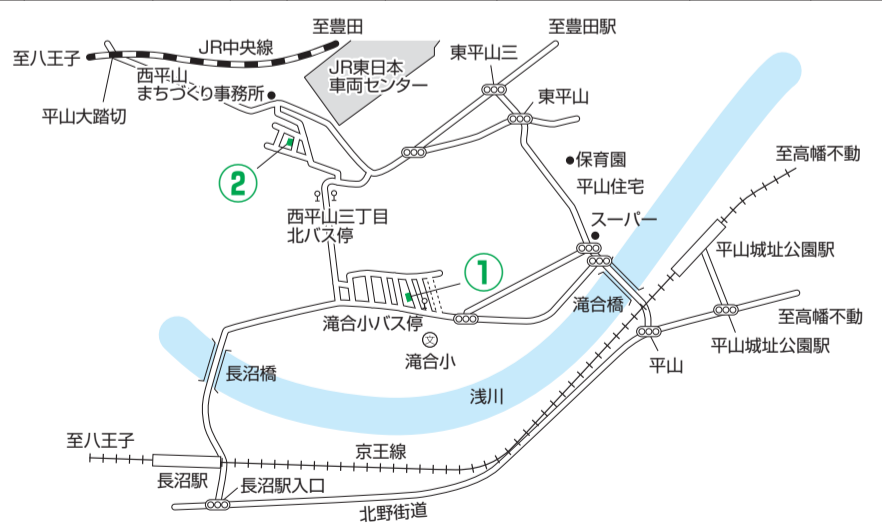 至豊田
至豊田駅
JR中央線
東平山三
至八王子
西平山
まちづくり事務所
JR東日本
車両センター
平山大踏切
東平山
至高幡不動
保育園
平山住宅
②
西平山三丁目
北バス停
スーパー
平山城址公園駅
①
滝合橋
至高幡不動
滝合小バス停
平山城址公園駅
文
滝合小
平山
長沼橋
浅川
至八王子
京王線
長沼駅
長沼駅入口
北野街道